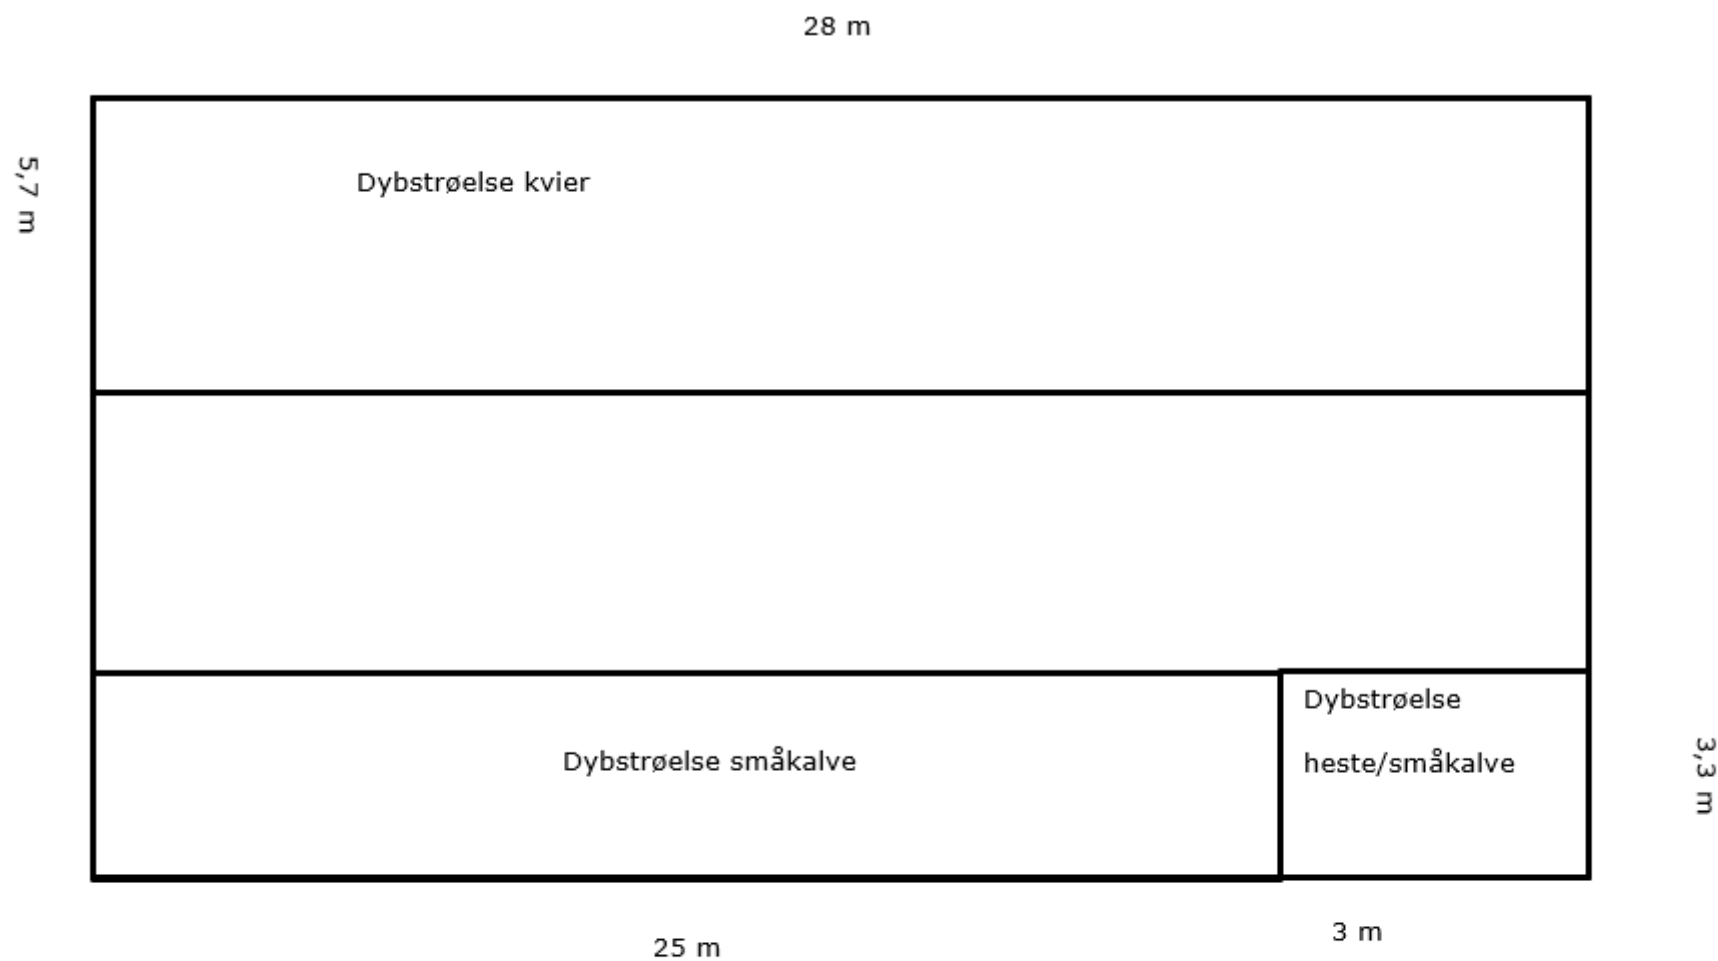 28 m
5,7 m
Dybstrøelse kvier
Dybstrøelse
heste/småkalve
Dybstrøelse småkalve
3,3 m
25 m
3 m